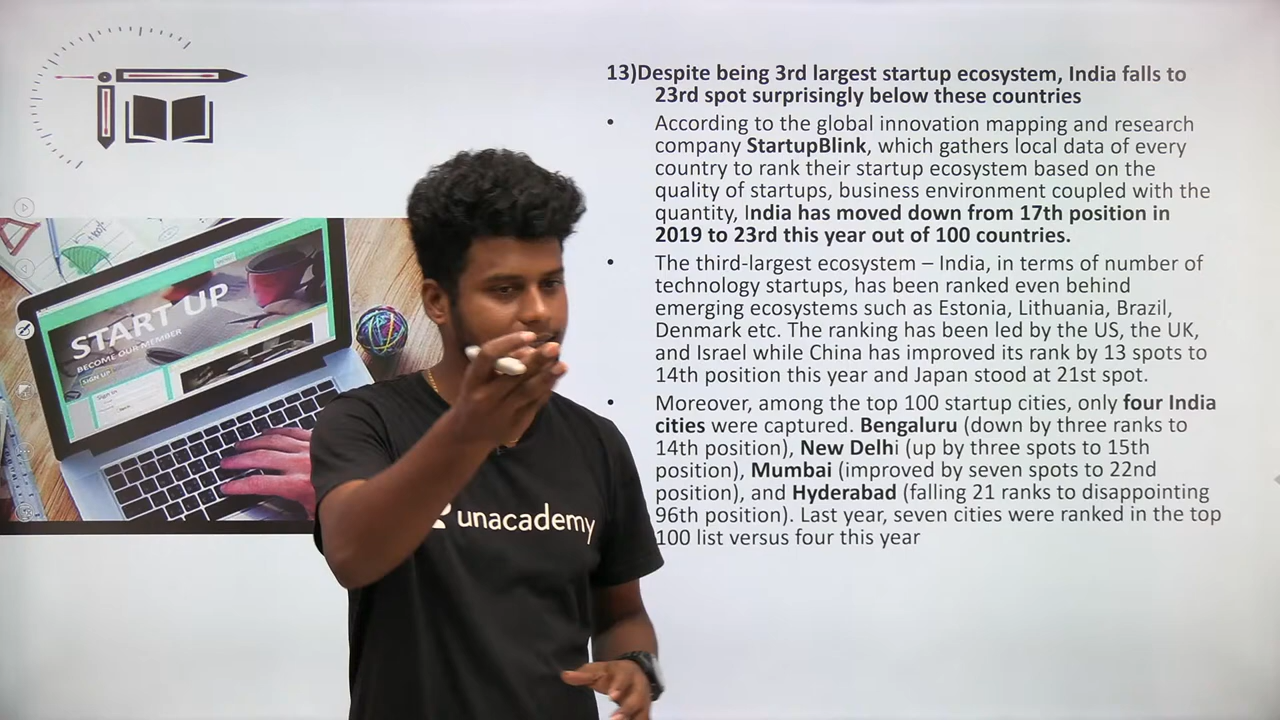 13)Despite being 3rd largest startup ecosystem, India falls to
23rd spot surprisingly below these countries
• According to the global innovation mapping and research
company StartupBlink, which gathers local data of every
country to rank their startup ecosystem based on the
quality of startups, business environment coupled with the
quantity, India has moved down from 17th position in
2019 to 23rd this year out of 100 countries.
• The third-largest ecosystem – India, in terms of number of
technology startups, has been ranked even behind
emerging ecosystems such as Estonia, Lithuania, Brazil,
Denmark etc. The ranking has been led by the US, the UK,
and Israel while China has improved its rank by 13 spots to
14th position this year and Japan stood at 21st spot.
• Moreover, among the top 100 startup cities, only four India
cities were captured. Bengaluru (down by three ranks to
14th position), New Delhi (up by three spots to 15th
position), Mumbai (improved by seven spots to 22nd
position), and Hyderabad (falling 21 ranks to disappointing
96th position). Last year, seven cities were ranked in the top
100 list versus four this year
START UP
BECOME OUR MEMBER
SIGN UP
Sign in
unacademy